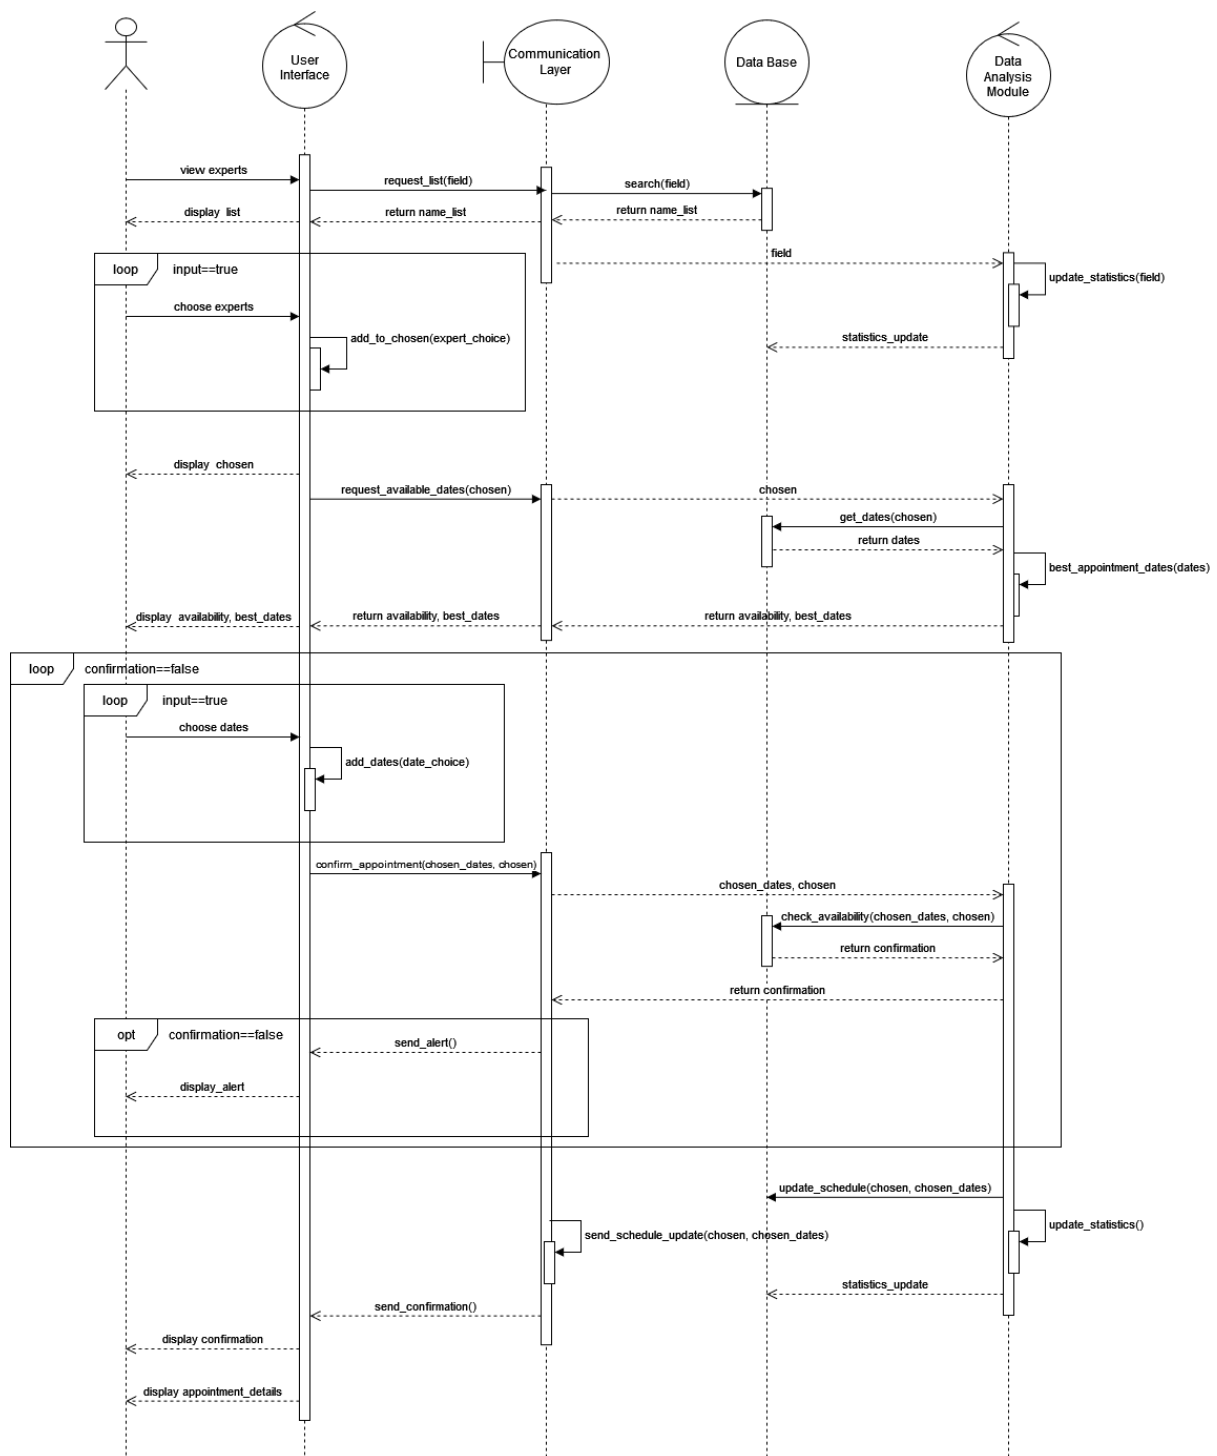 User
Interface
Communication
Layer
Data Base
Data
Analysis
Module
view experts
request_list(field)
search(field)
display list
return name_list
return name_list
field
loop
input==true
update_statistics(field)
choose experts
add_to_chosen(expert_choice)
statistics_update
display chosen
request_available_dates(chosen)
chosen
get_dates(chosen)
return dates
best_appointment_dates(dates)
display availability, best_dates
return availability, best_dates
return availability, best_dates
loop
confirmation==false
loop
input==true
choose dates
add_dates(date_choice)
confirm_appointment(chosen_dates, chosen)
chosen_dates, chosen
check_availability(chosen_dates, chosen)
return confirmation
return confirmation
opt
confirmation==false
send_alert()
display_alert
update_schedule(chosen, chosen_dates)
update_statistics()
send_schedule_update(chosen, chosen_dates)
statistics_update
send_confirmation()
display confirmation
display appointment_details